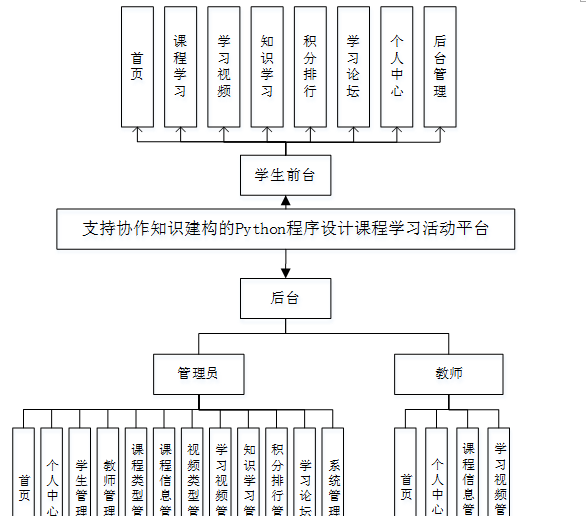 首页
课程学习
学习视频
知识学习
积分排行
学习论坛
个人中心
后台管理
学生前台
支持协作知识建构的Python程序设计课程学习活动平台
后台
管理员
教师
首页
个人中心
学生管理
教师管理
课程类型管
课程信息管
视频类型管
学习视频管
知识学习管
积分排行管
学习论坛
系统管理
首页
个人中心
课程信息管
学习视频管